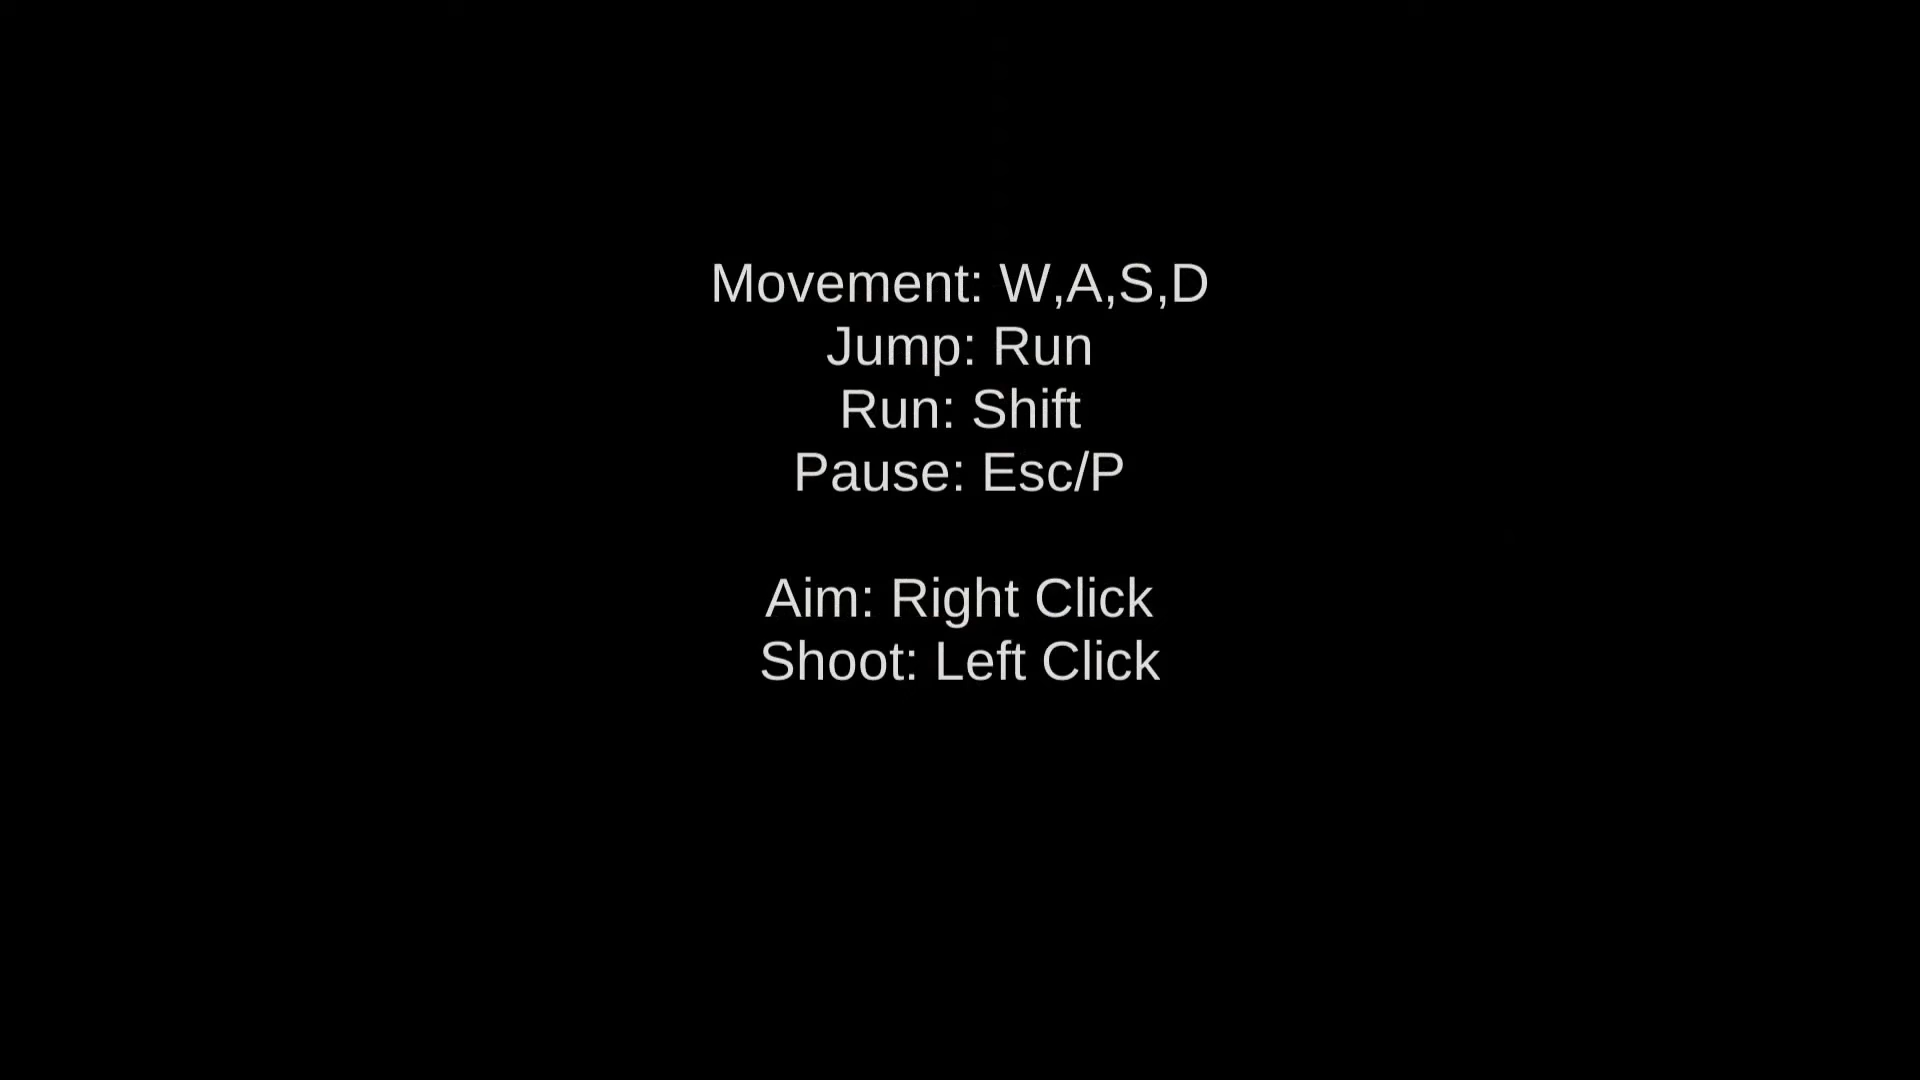 Movement: W,A,S,D
Jump: Run
Run: Shift
Pause: Esc/P
Aim: Right Click
Shoot: Left Click